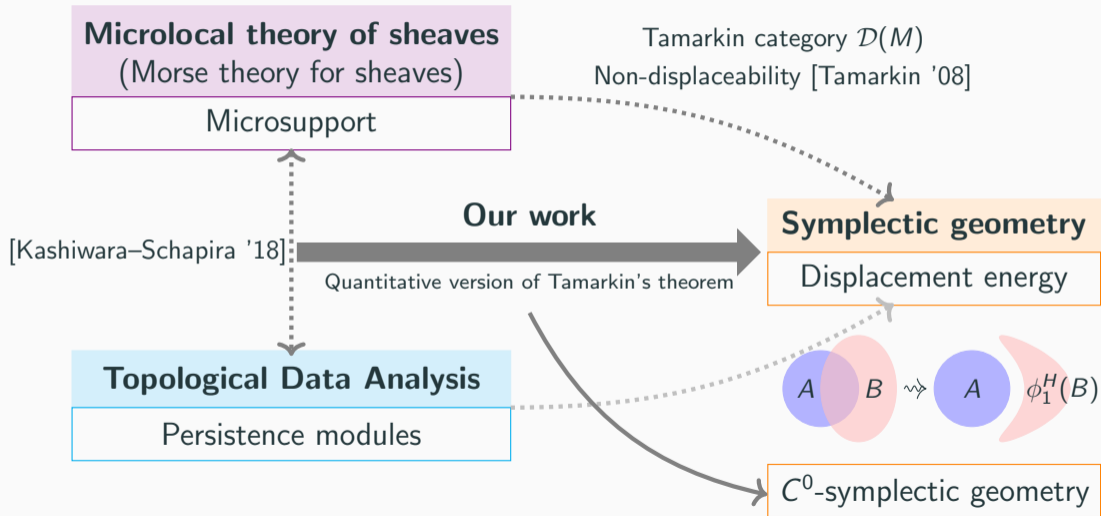 Microlocal theory of sheaves
(Morse theory for sheaves)
Microsupport
Tamarkin category 𝒟(M)
Non-displaceability [Tamarkin '08]
[Kashiwara–Schapira '18]
Our work
Quantitative version of Tamarkin's theorem
Symplectic geometry
Displacement energy
Topological Data Analysis
Persistence modules
A B ⇝ A φ₁ᴴ(B)
C⁰-symplectic geometry